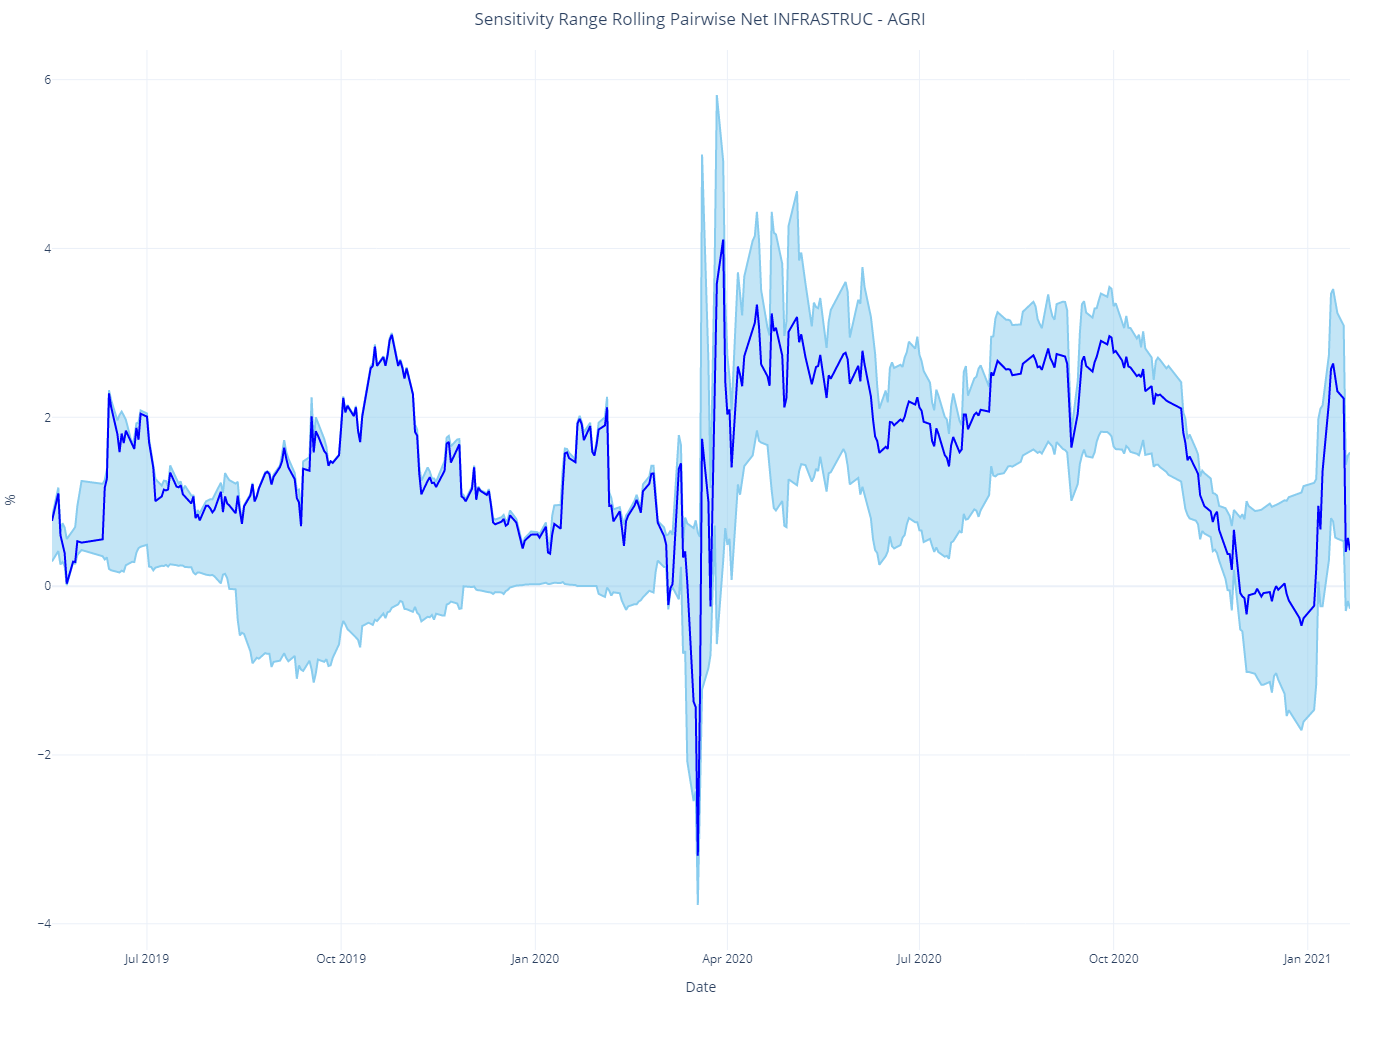 Sensitivity Range Rolling Pairwise Net INFRASTRUC - AGRI
6
4
2
0
−2
−4
%
Jul 2019
Oct 2019
Jan 2020
Apr 2020
Jul 2020
Oct 2020
Jan 2021
Date